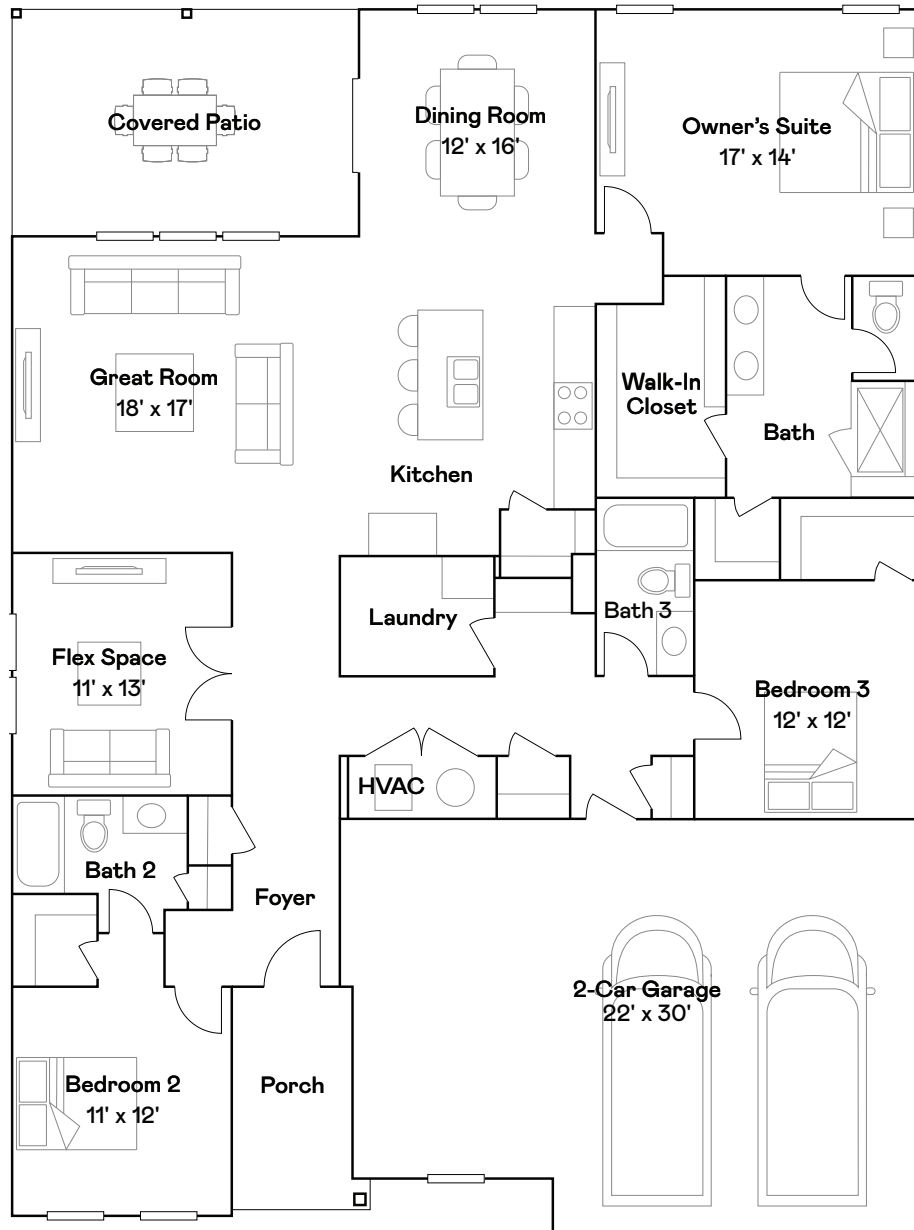 Covered Patio
Dining Room
12' x 16'
Owner's Suite
17' x 14'
Great Room
18' x 17'
Walk-In
Closet
Bath
Kitchen
Laundry
Bath 3
Flex Space
11' x 13'
Bedroom 3
12' x 12'
HVAC
Bath 2
Foyer
2-Car Garage
22' x 30'
Bedroom 2
11' x 12'
Porch